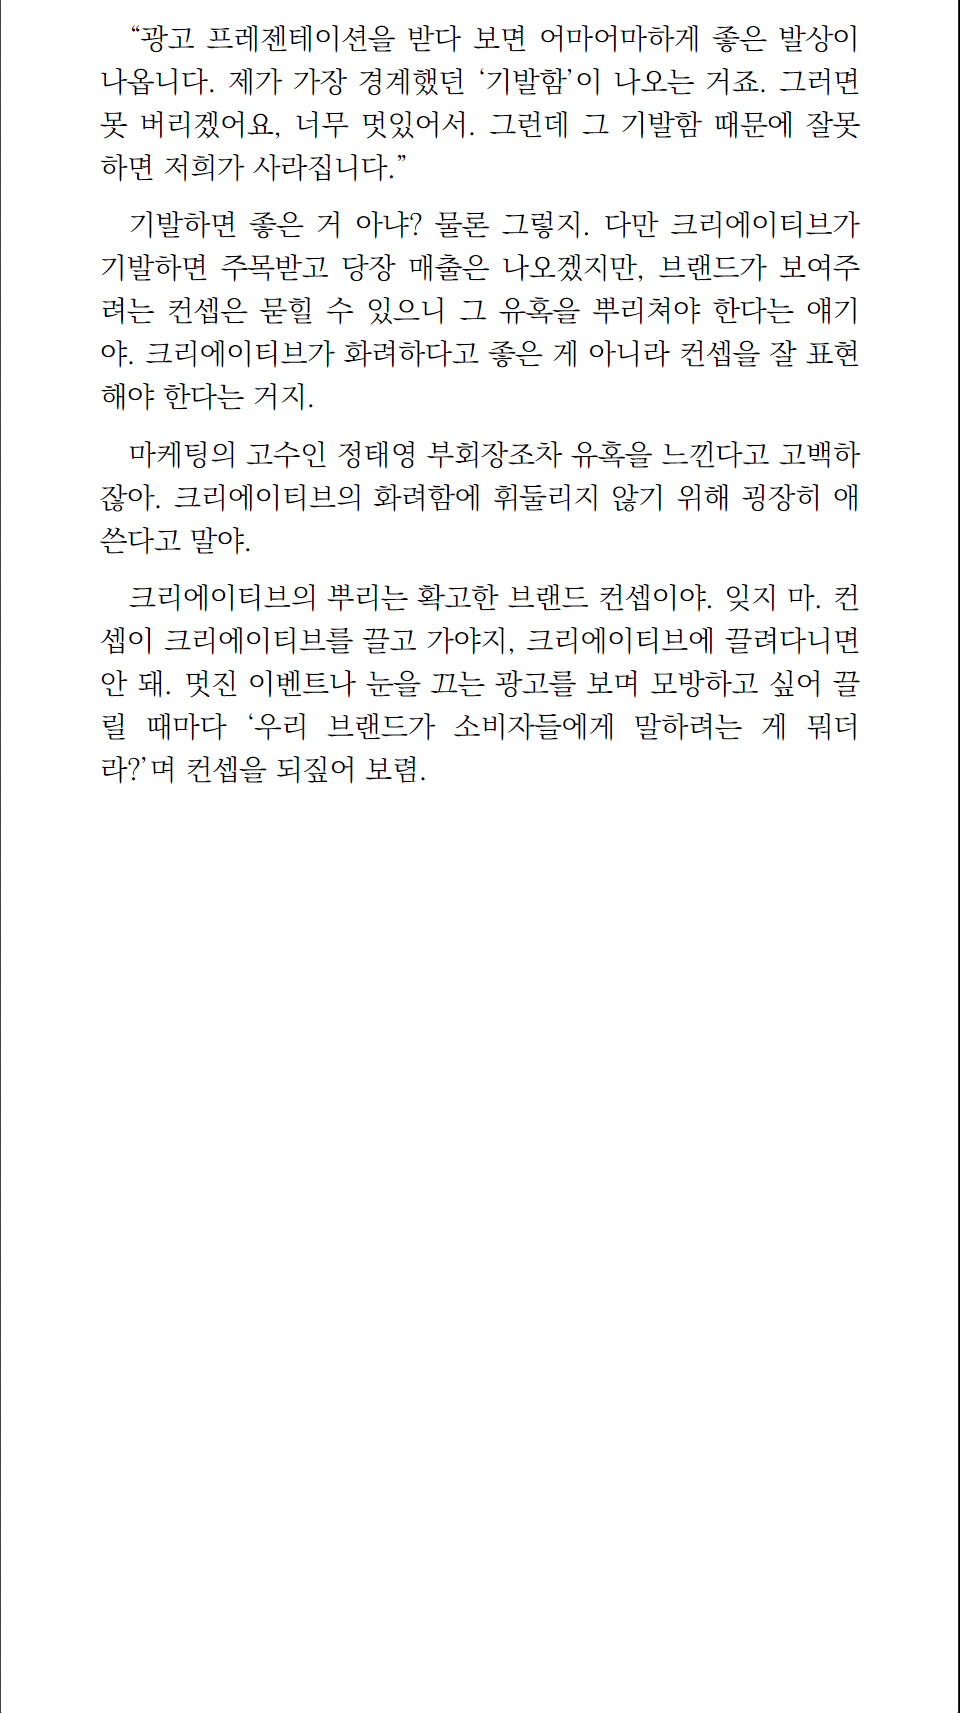 “광고 프레젠테이션을 받다 보면 어마어마하게 좋은 발상이
나옵니다. 제가 가장 경계했던 ‘기발함’이 나오는 거죠. 그러면
못 버리겠어요, 너무 멋있어서. 그런데 그 기발함 때문에 잘못
하면 저희가 사라집니다.”
기발하면 좋은 거 아냐? 물론 그렇지. 다만 크리에이티브가
기발하면 주목받고 당장 매출은 나오겠지만, 브랜드가 보여주
려는 컨셉은 묻힐 수 있으니 그 유혹을 뿌리쳐야 한다는 얘기
야. 크리에이티브가 화려하다고 좋은 게 아니라 컨셉을 잘 표현
해야 한다는 거지.
마케팅의 고수인 정태영 부회장조차 유혹을 느낀다고 고백하
잖아. 크리에이티브의 화려함에 휘둘리지 않기 위해 굉장히 애
쓴다고 말야.
크리에이티브의 뿌리는 확고한 브랜드 컨셉이야. 잊지 마. 컨
셉이 크리에이티브를 끌고 가야지, 크리에이티브에 끌려다니면
안 돼. 멋진 이벤트나 눈을 끄는 광고를 보며 모방하고 싶어 끌
릴 때마다 ‘우리 브랜드가 소비자들에게 말하려는 게 뭐더
라?’며 컨셉을 되짚어 보렴.